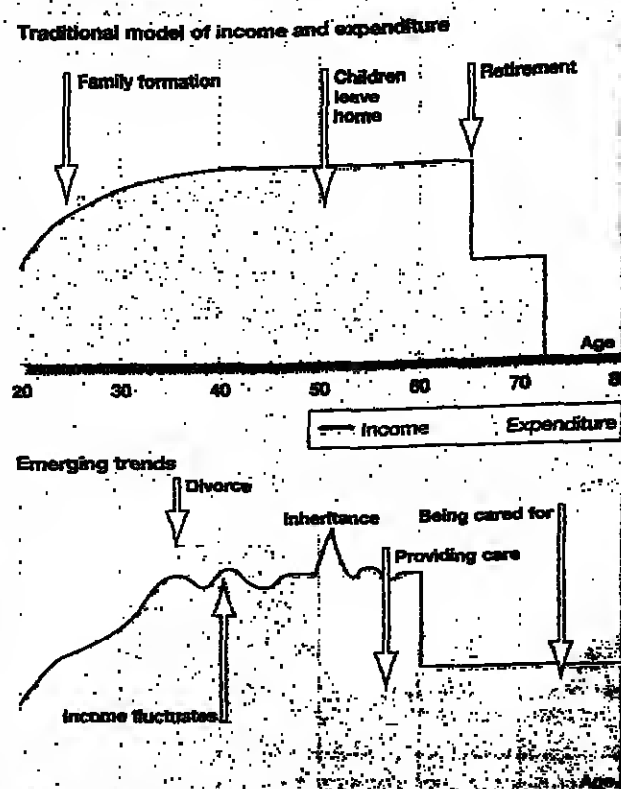 Traditional model of income and expenditure
Family formation
Children
leave
home
Retirement
Age
20 30 40 50 60 70 8
Income Expenditure
Emerging trends
Divorce
Inheritance
Being cared for
Providing care
Income fluctuates
Age